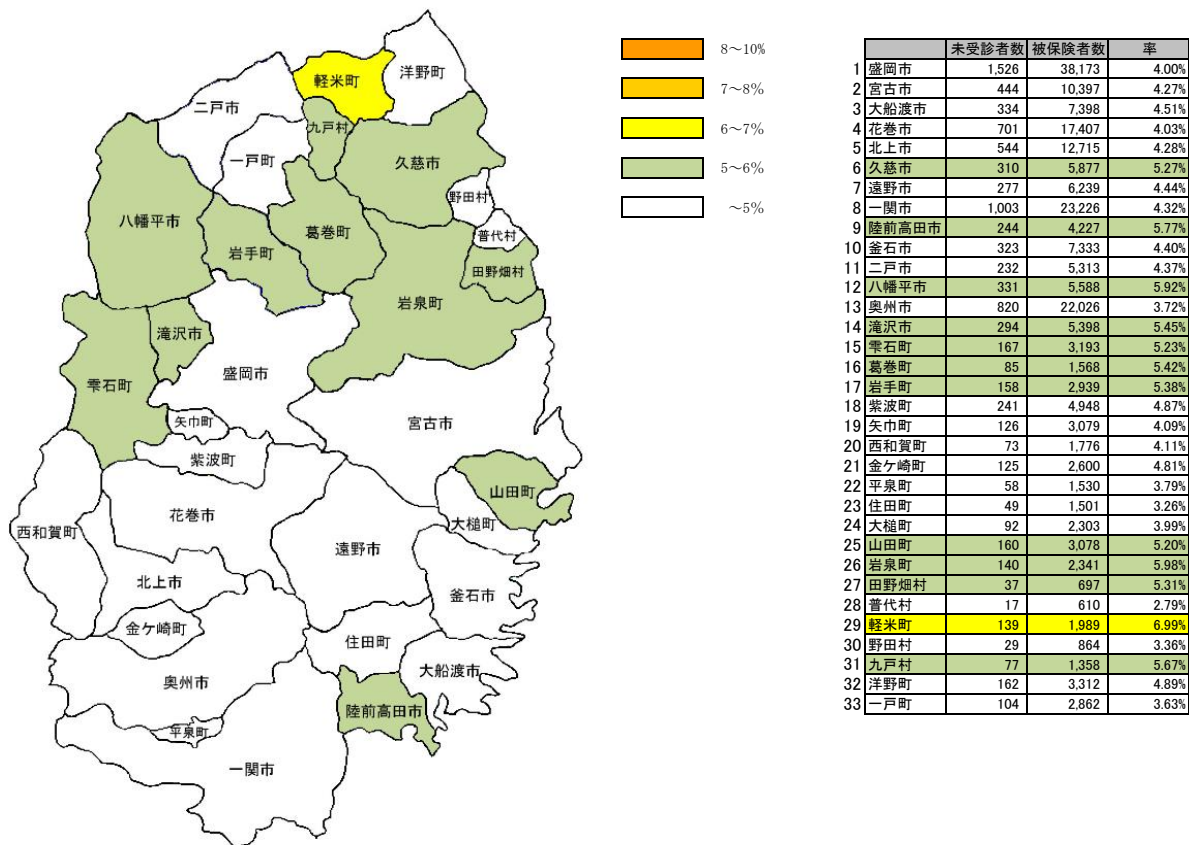 軽米町
洋野町
二戸市
九戸村
一戸町
久慈市
野田村
八幡平市
葛巻町
普代村
岩手町
田野畑村
岩泉町
滝沢市
盛岡市
雫石町
矢巾町
宮古市
紫波町
山田町
花巻市
大槌町
西和賀町
遠野市
北上市
釜石市
金ケ崎町
住田町
大船渡市
奥州市
陸前高田市
平泉町
一関市
8～10%
7～8%
6～7%
5～6%
～5%
未受診者数 被保険者数 率
1 盛岡市 1,526 38,173 4.00%
2 宮古市 444 10,397 4.27%
3 大船渡市 334 7,398 4.51%
4 花巻市 701 17,407 4.03%
5 北上市 544 12,715 4.28%
6 久慈市 310 5,877 5.27%
7 遠野市 277 6,239 4.44%
8 一関市 1,003 23,226 4.32%
9 陸前高田市 244 4,227 5.77%
10 釜石市 323 7,333 4.40%
11 二戸市 232 5,313 4.37%
12 八幡平市 331 5,588 5.92%
13 奥州市 820 22,026 3.72%
14 滝沢市 294 5,398 5.45%
15 雫石町 167 3,193 5.23%
16 葛巻町 85 1,568 5.42%
17 岩手町 158 2,939 5.38%
18 紫波町 241 4,948 4.87%
19 矢巾町 126 3,079 4.09%
20 西和賀町 73 1,776 4.11%
21 金ケ崎町 125 2,600 4.81%
22 平泉町 58 1,530 3.79%
23 住田町 49 1,501 3.26%
24 大槌町 92 2,303 3.99%
25 山田町 160 3,078 5.20%
26 岩泉町 140 2,341 5.98%
27 田野畑村 37 697 5.31%
28 普代村 17 610 2.79%
29 軽米町 139 1,989 6.99%
30 野田村 29 864 3.36%
31 九戸村 77 1,358 5.67%
32 洋野町 162 3,312 4.89%
33 一戸町 104 2,862 3.63%